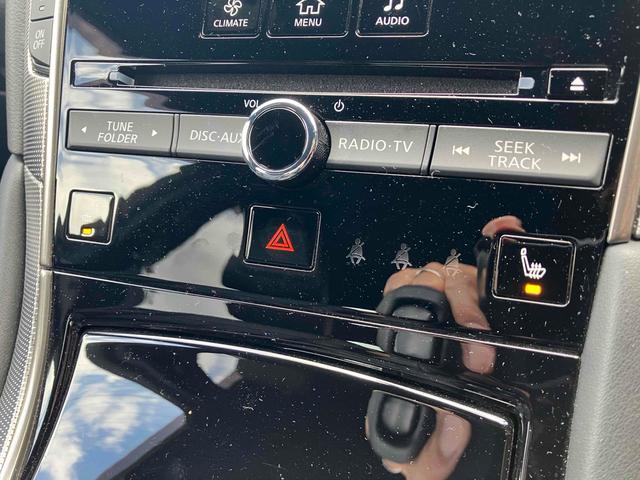 ON
OFF
CLIMATE
MENU
AUDIO
VOL
TUNE
FOLDER
DISC·AUX
RADIO·TV
SEEK
TRACK